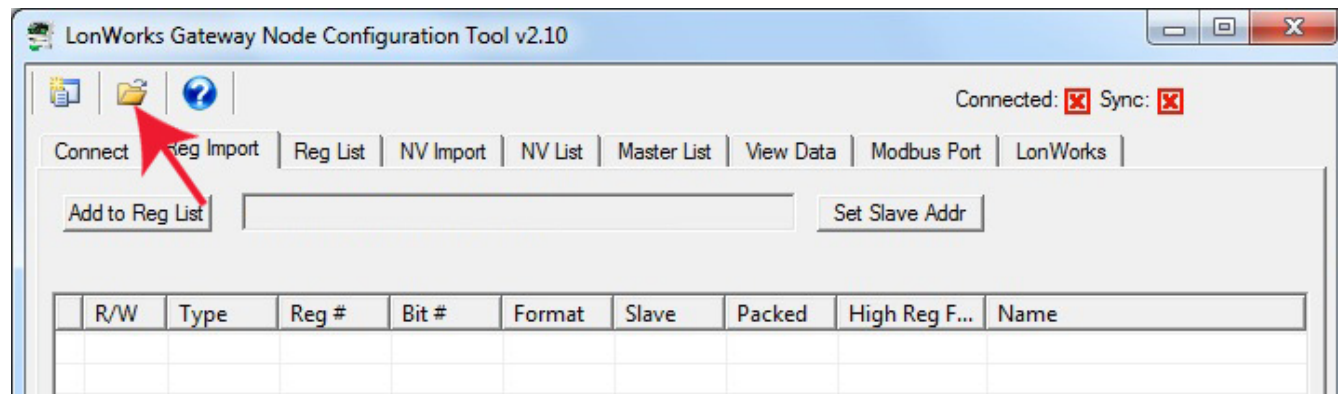 LonWorks Gateway Node Configuration Tool v2.10
Connected: Sync:
Connect Reg Import Reg List NV Import NV List Master List View Data Modbus Port LonWorks
Add to Reg List Set Slave Addr
R/W Type Reg # Bit # Format Slave Packed High Reg F... Name